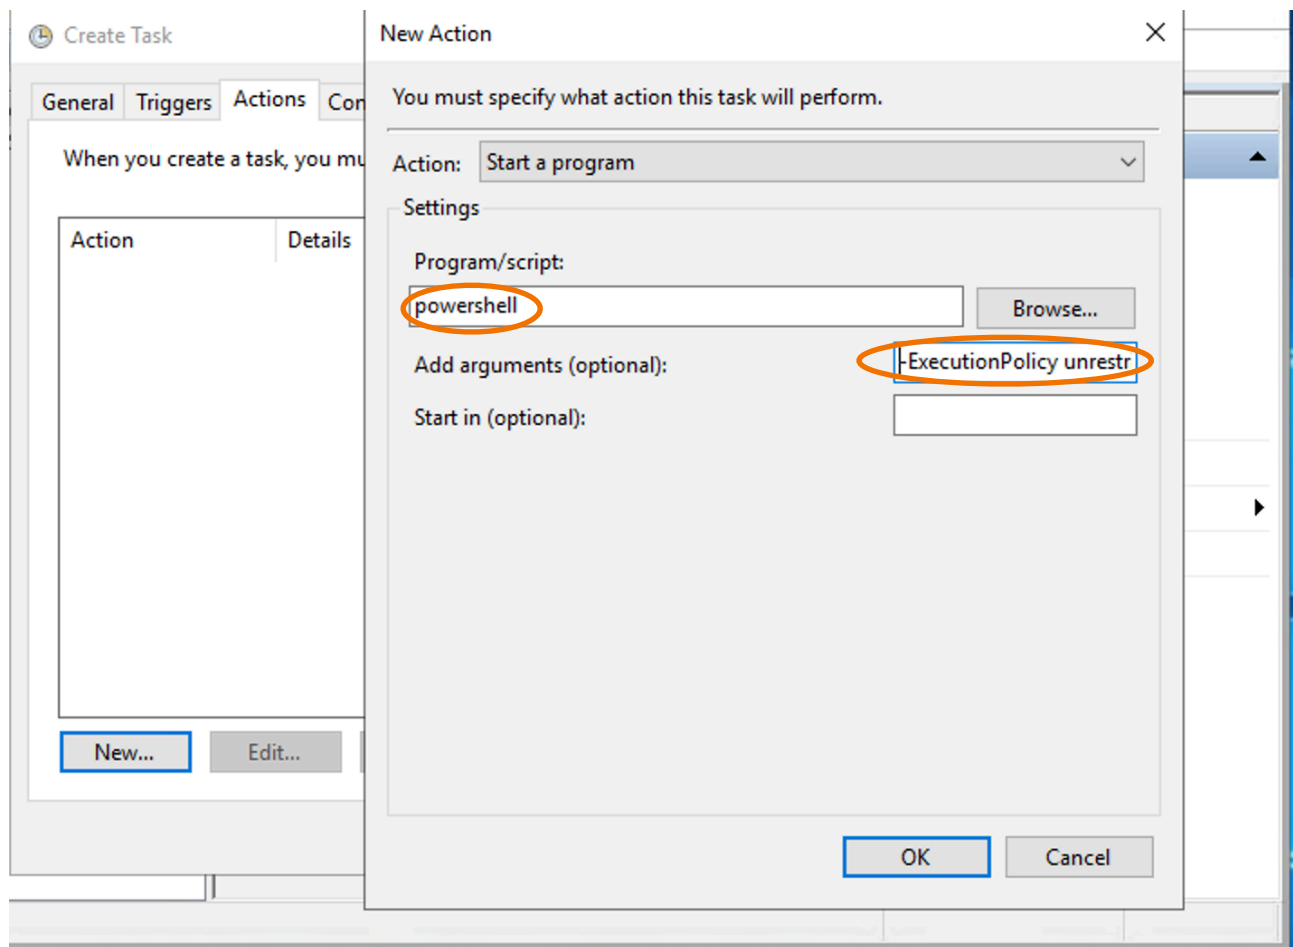 Create Task
General Triggers Actions Con
When you create a task, you mu
Action Details
New... Edit...
New Action
You must specify what action this task will perform.
Action: Start a program
Settings
Program/script:
powershell Browse...
Add arguments (optional): -ExecutionPolicy unrestr
Start in (optional):
OK Cancel